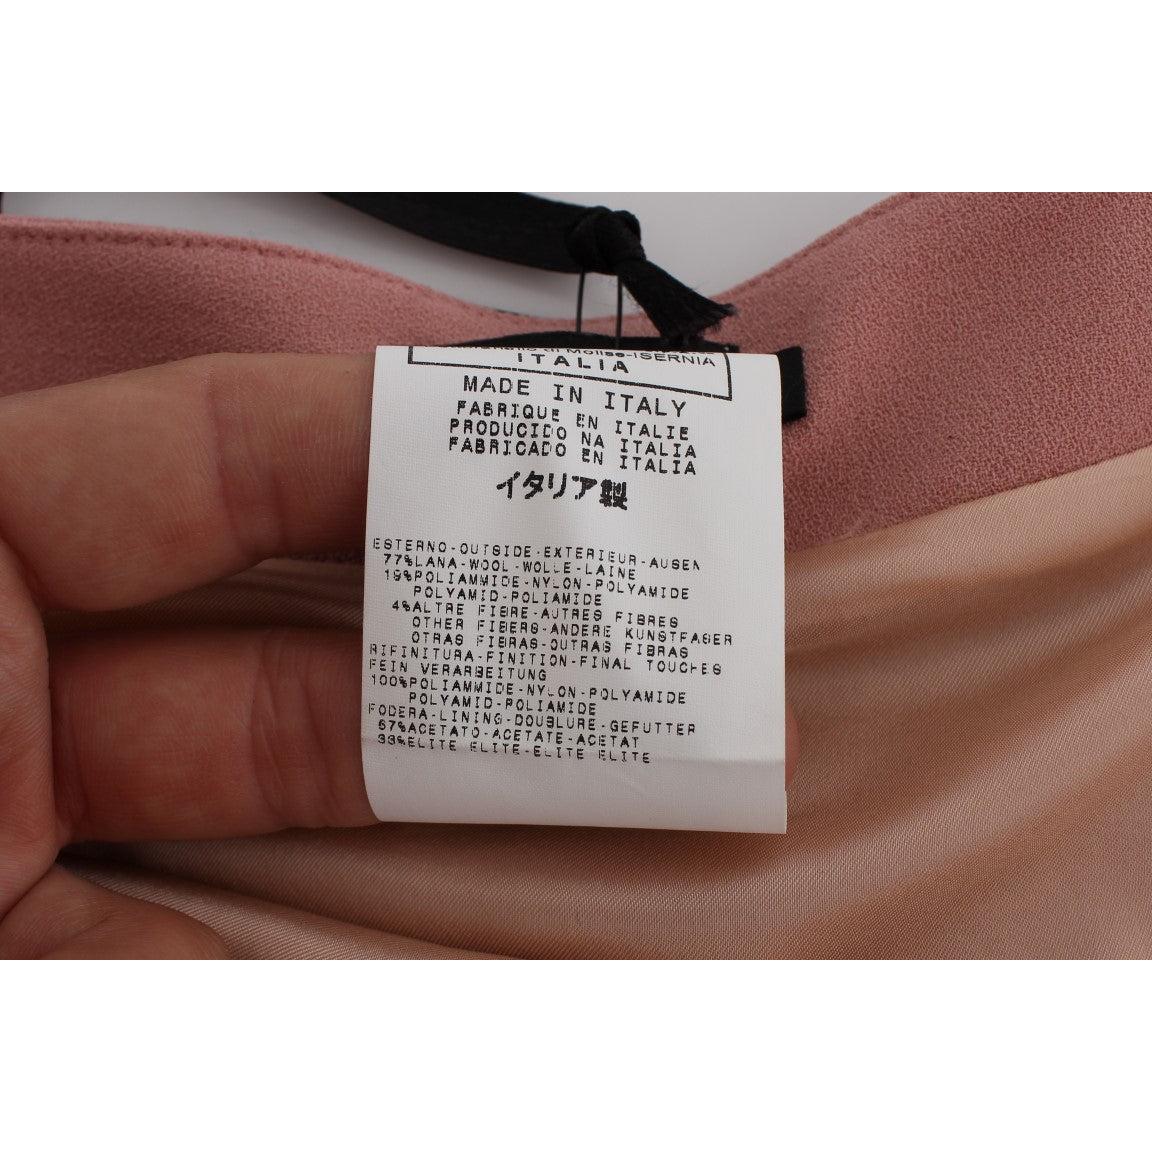 di Molise-ISERNIA
ITALIA
MADE IN ITALY
FABRIQUE EN ITALIE
PRODUCIDO NA ITALIA
FABRICADO EN ITALIA
イタリア製
ESTERNO-OUTSIDE-EXTERIEUR-AUSEN
77%LANA-WOOL-WOLLE-LAINE
19%POLIAMMIDE-NYLON-POLYAMIDE
POLYAMID-POLIAMIDE
4%ALTRE FIBRE-AUTRES FIBRES
OTHER FIBERS-ANDERE KUNSTFASER
OTRAS FIBRAS-OUTRAS FIBRAS
RIFINITURA-FINITION-FINAL TOUCHES
FEIN VERARBEITUNG
100%POLIAMMIDE-NYLON-POLYAMIDE
POLYAMID-POLIAMIDE
FODERA-LINING-DOUBLURE-GEFUTTER
67%ACETATO-ACETATE-ACETAT
33%ELITE ELITE-ELITE ELITE